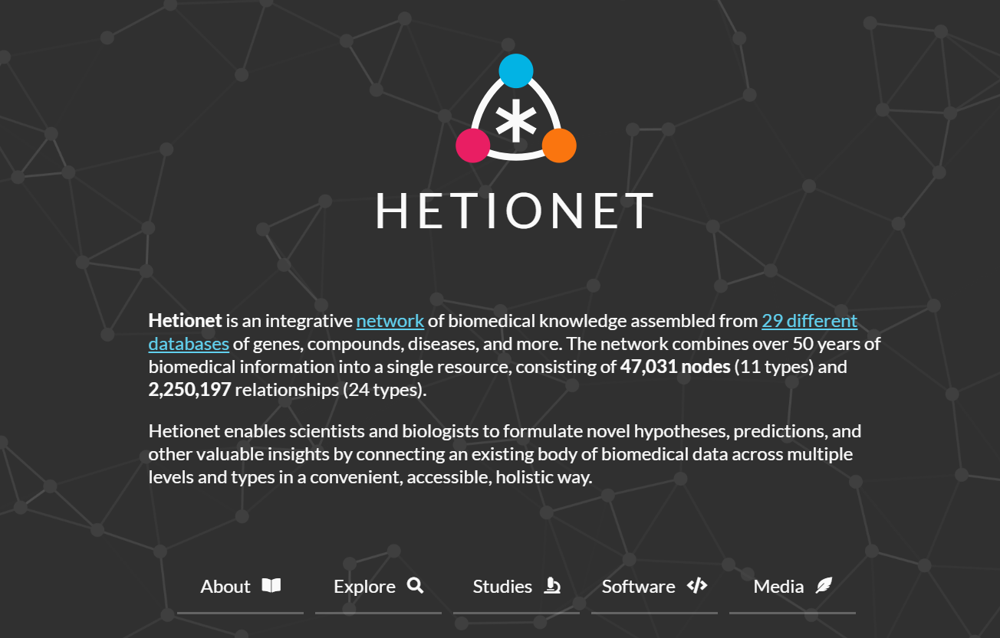 HETIONET
Hetionet is an integrative network of biomedical knowledge assembled from 29 different
databases of genes, compounds, diseases, and more. The network combines over 50 years of
biomedical information into a single resource, consisting of 47,031 nodes (11 types) and
2,250,197 relationships (24 types).
Hetionet enables scientists and biologists to formulate novel hypotheses, predictions, and
other valuable insights by connecting an existing body of biomedical data across multiple
levels and types in a convenient, accessible, holistic way.
About Explore Studies Software Media